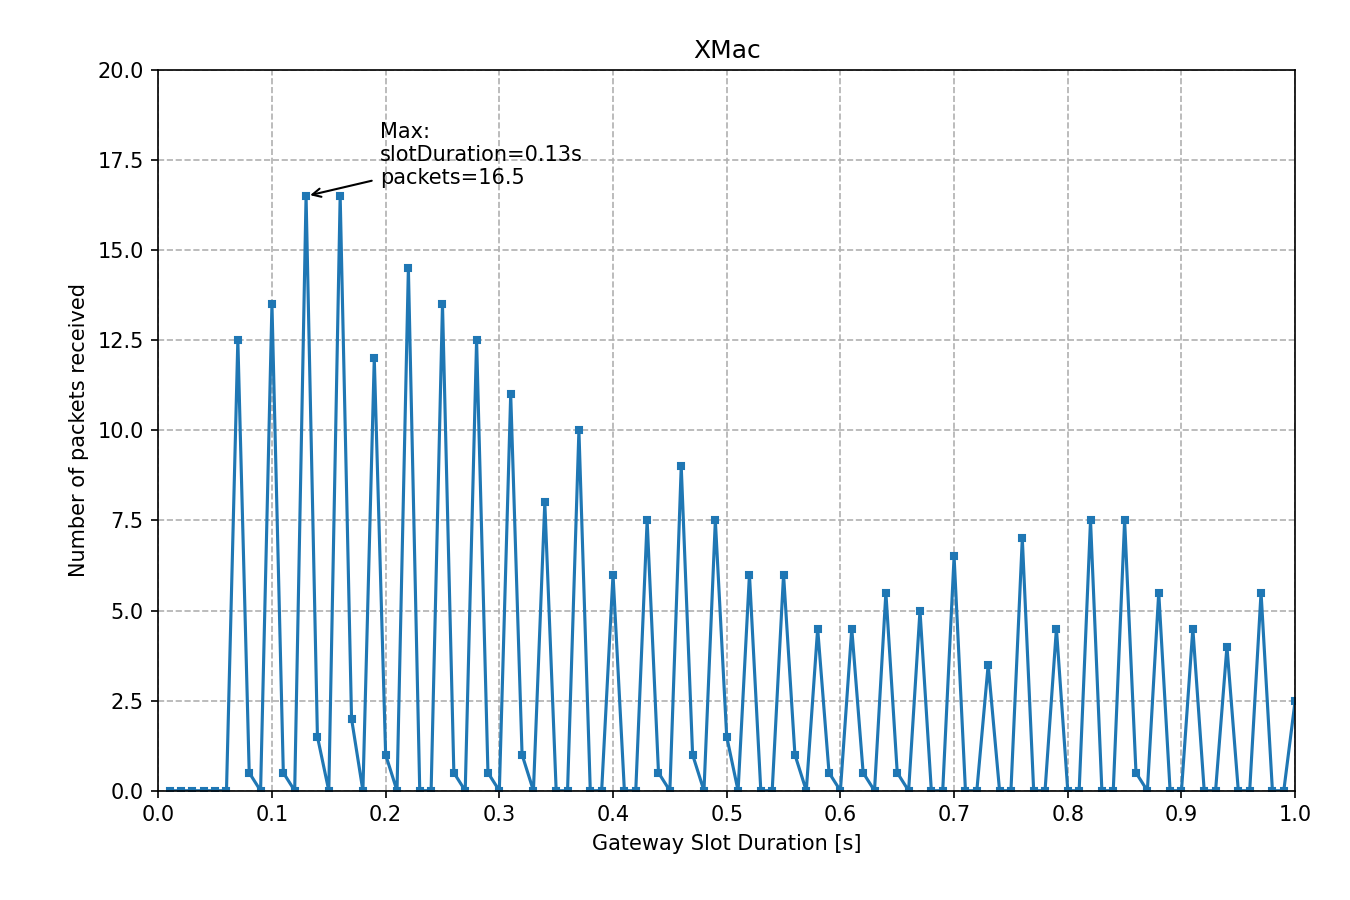 XMac
20.0
17.5
15.0
12.5
10.0
7.5
5.0
2.5
0.0
Number of packets received
Max:
slotDuration=0.13s
packets=16.5
0.0 0.1 0.2 0.3 0.4 0.5 0.6 0.7 0.8 0.9 1.0
Gateway Slot Duration [s]